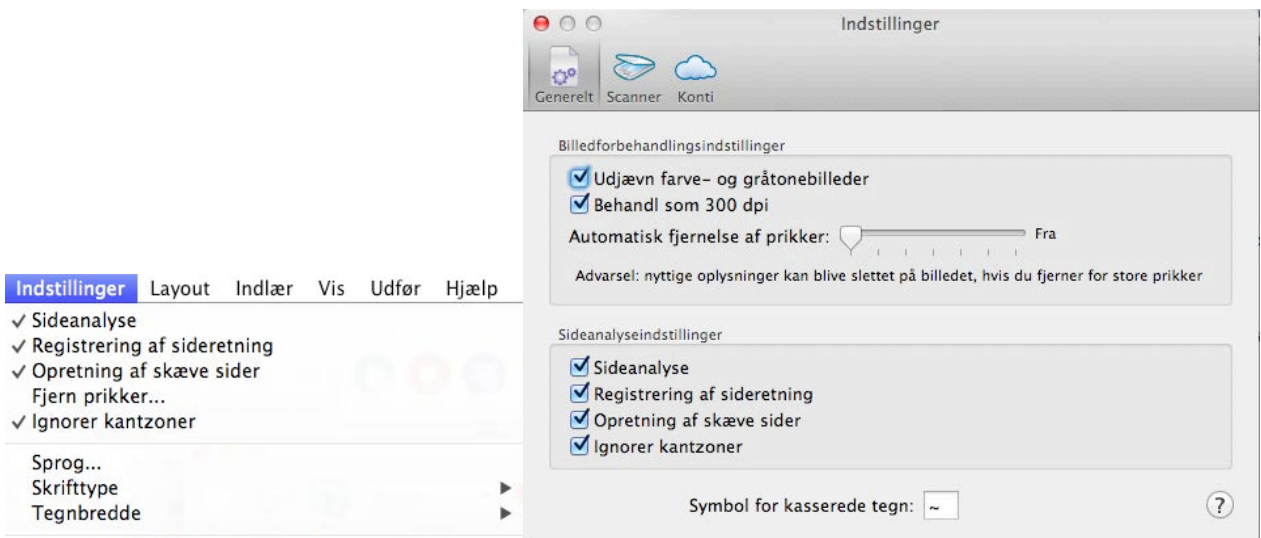 Indstillinger Layout Indlær Vis Udfør Hjælp
Sideanalyse
Registrering af sideretning
Opretning af skæve sider
Fjern prikker...
Ignorer kantzoner
Sprog...
Skrifttype
Tegnbredde
Indstillinger
Generelt Scanner Konti
Billedforbehandlingsindstillinger
Udjævn farve- og gråtonebilleder
Behandl som 300 dpi
Automatisk fjernelse af prikker: Fra
Advarsel: nyttige oplysninger kan blive slettet på billedet, hvis du fjerner for store prikker
Sideanalyseindstillinger
Sideanalyse
Registrering af sideretning
Opretning af skæve sider
Ignorer kantzoner
Symbol for kasserede tegn: ~ ?